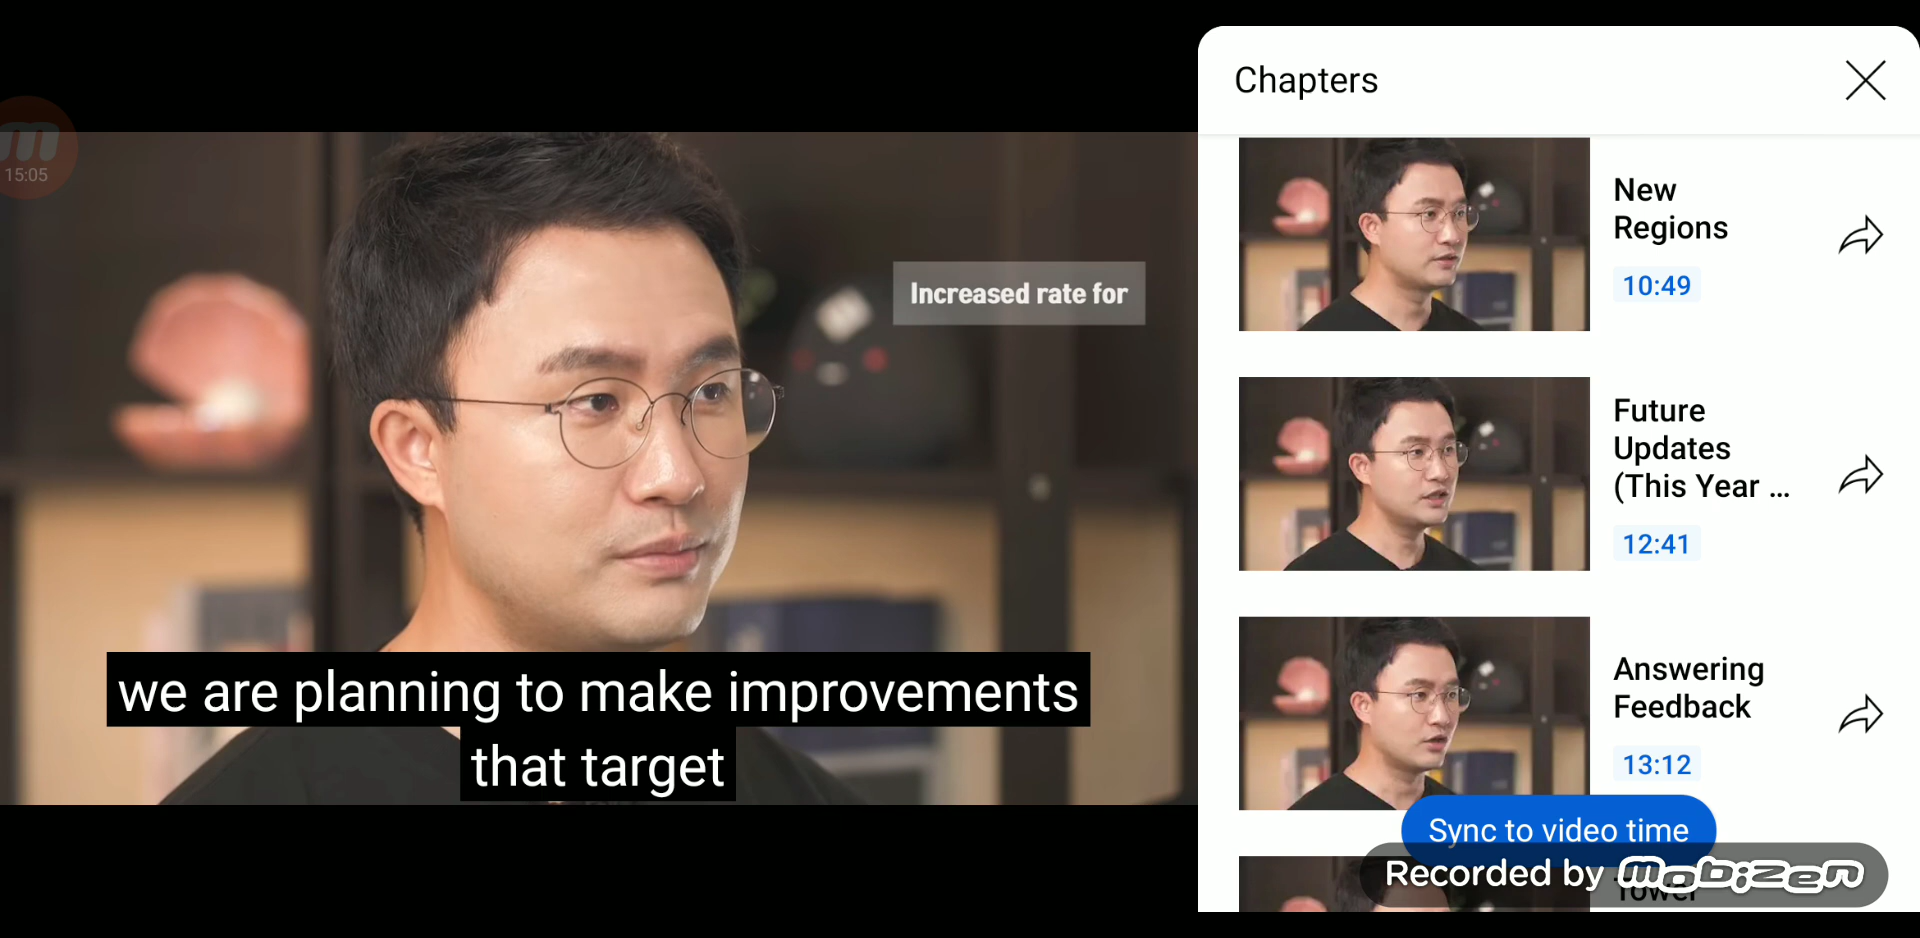 15:05
Increased rate for
we are planning to make improvements
that target
Chapters
New
Regions
10:49
Future
Updates
(This Year ...
12:41
Answering
Feedback
13:12
Sync to video time
Recorded by mobizen
Tower